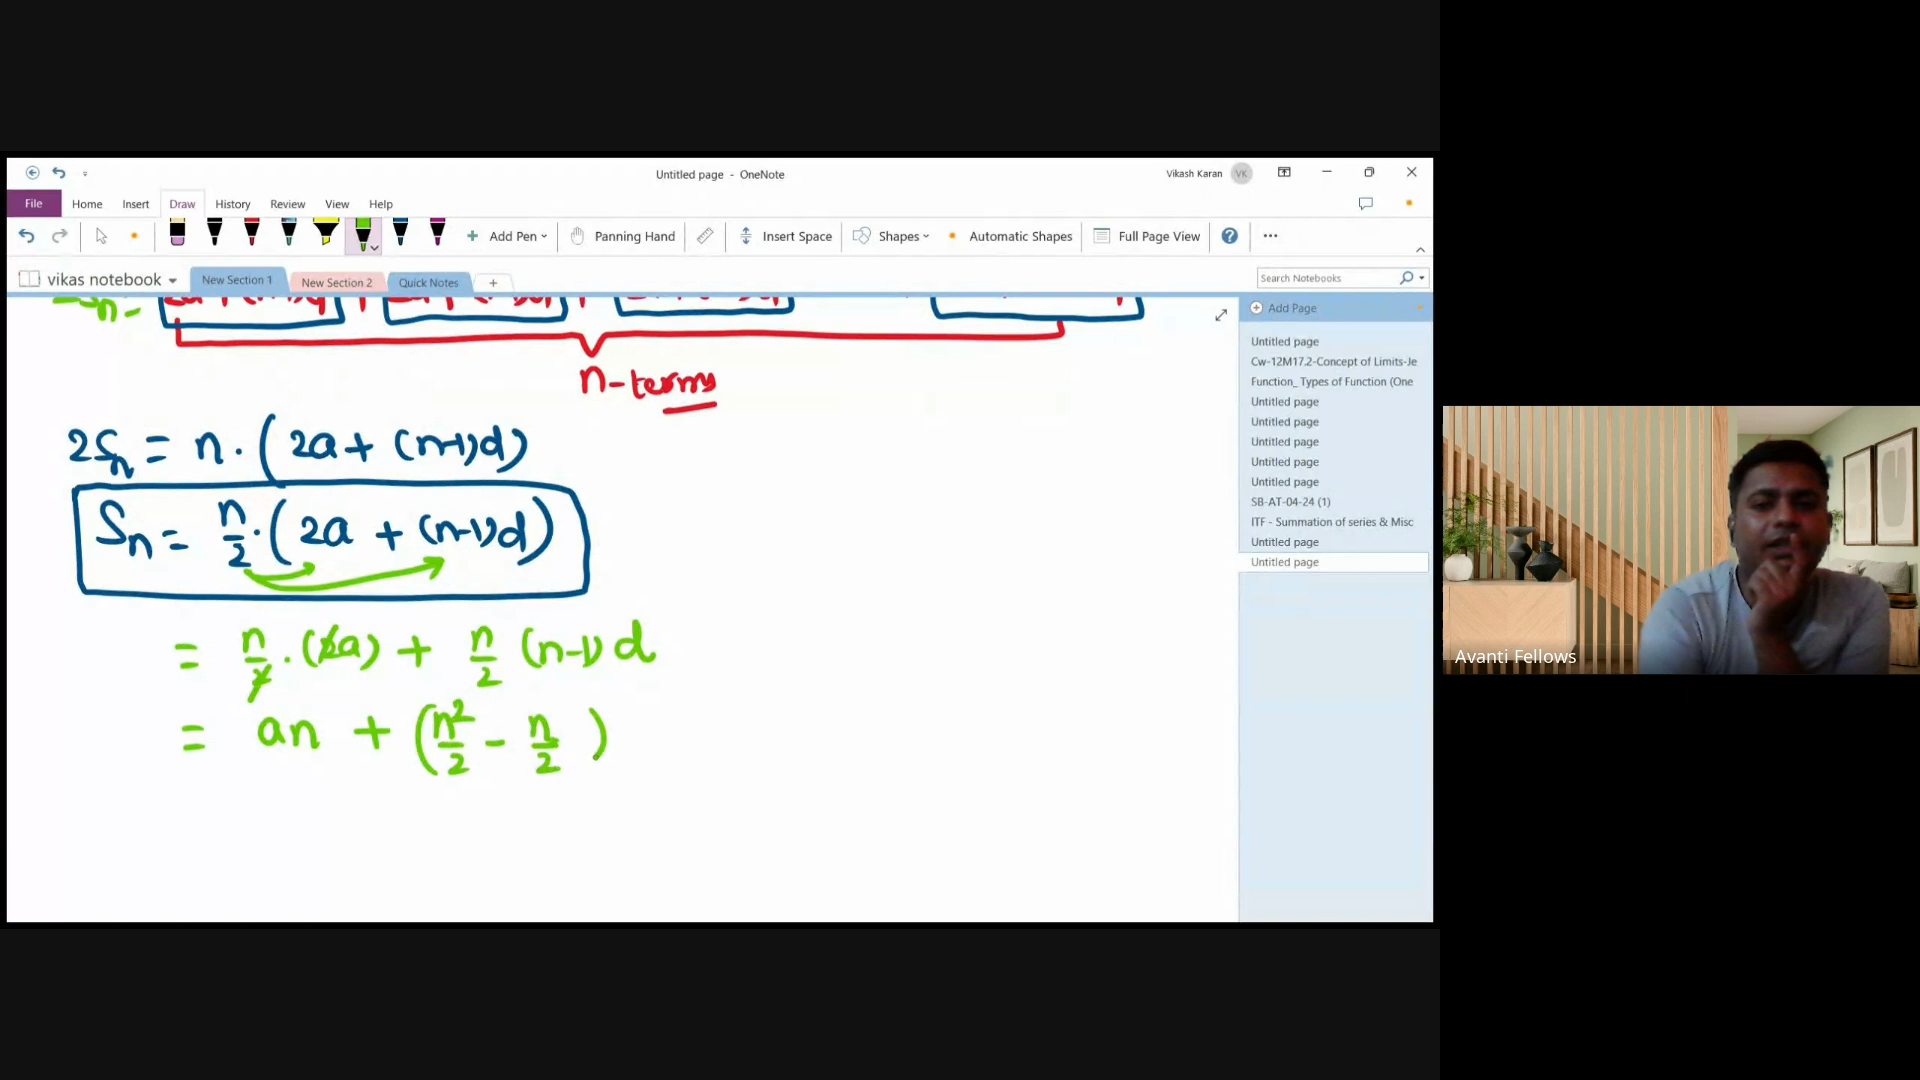 Untitled page - OneNote
Vikash Karan VK
File Home Insert Draw History Review View Help
Add Pen Panning Hand Insert Space Shapes Automatic Shapes Full Page View
vikas notebook New Section 1 New Section 2 Quick Notes
Search Notebooks
Add Page
Untitled page
Cw-12M17.2-Concept of Limits-Je
Function_ Types of Function (One
Untitled page
Untitled page
Untitled page
Untitled page
Untitled page
SB-AT-04-24 (1)
ITF - Summation of series & Misc
Untitled page
Untitled page
n-terms
2Sn = n · (2a + (n-1)d)
Sn = n/2 · (2a + (n-1)d)
= n/2 · (2a) + n/2 (n-1) d
= an + (n²/2 - n/2 )
Avanti Fellows